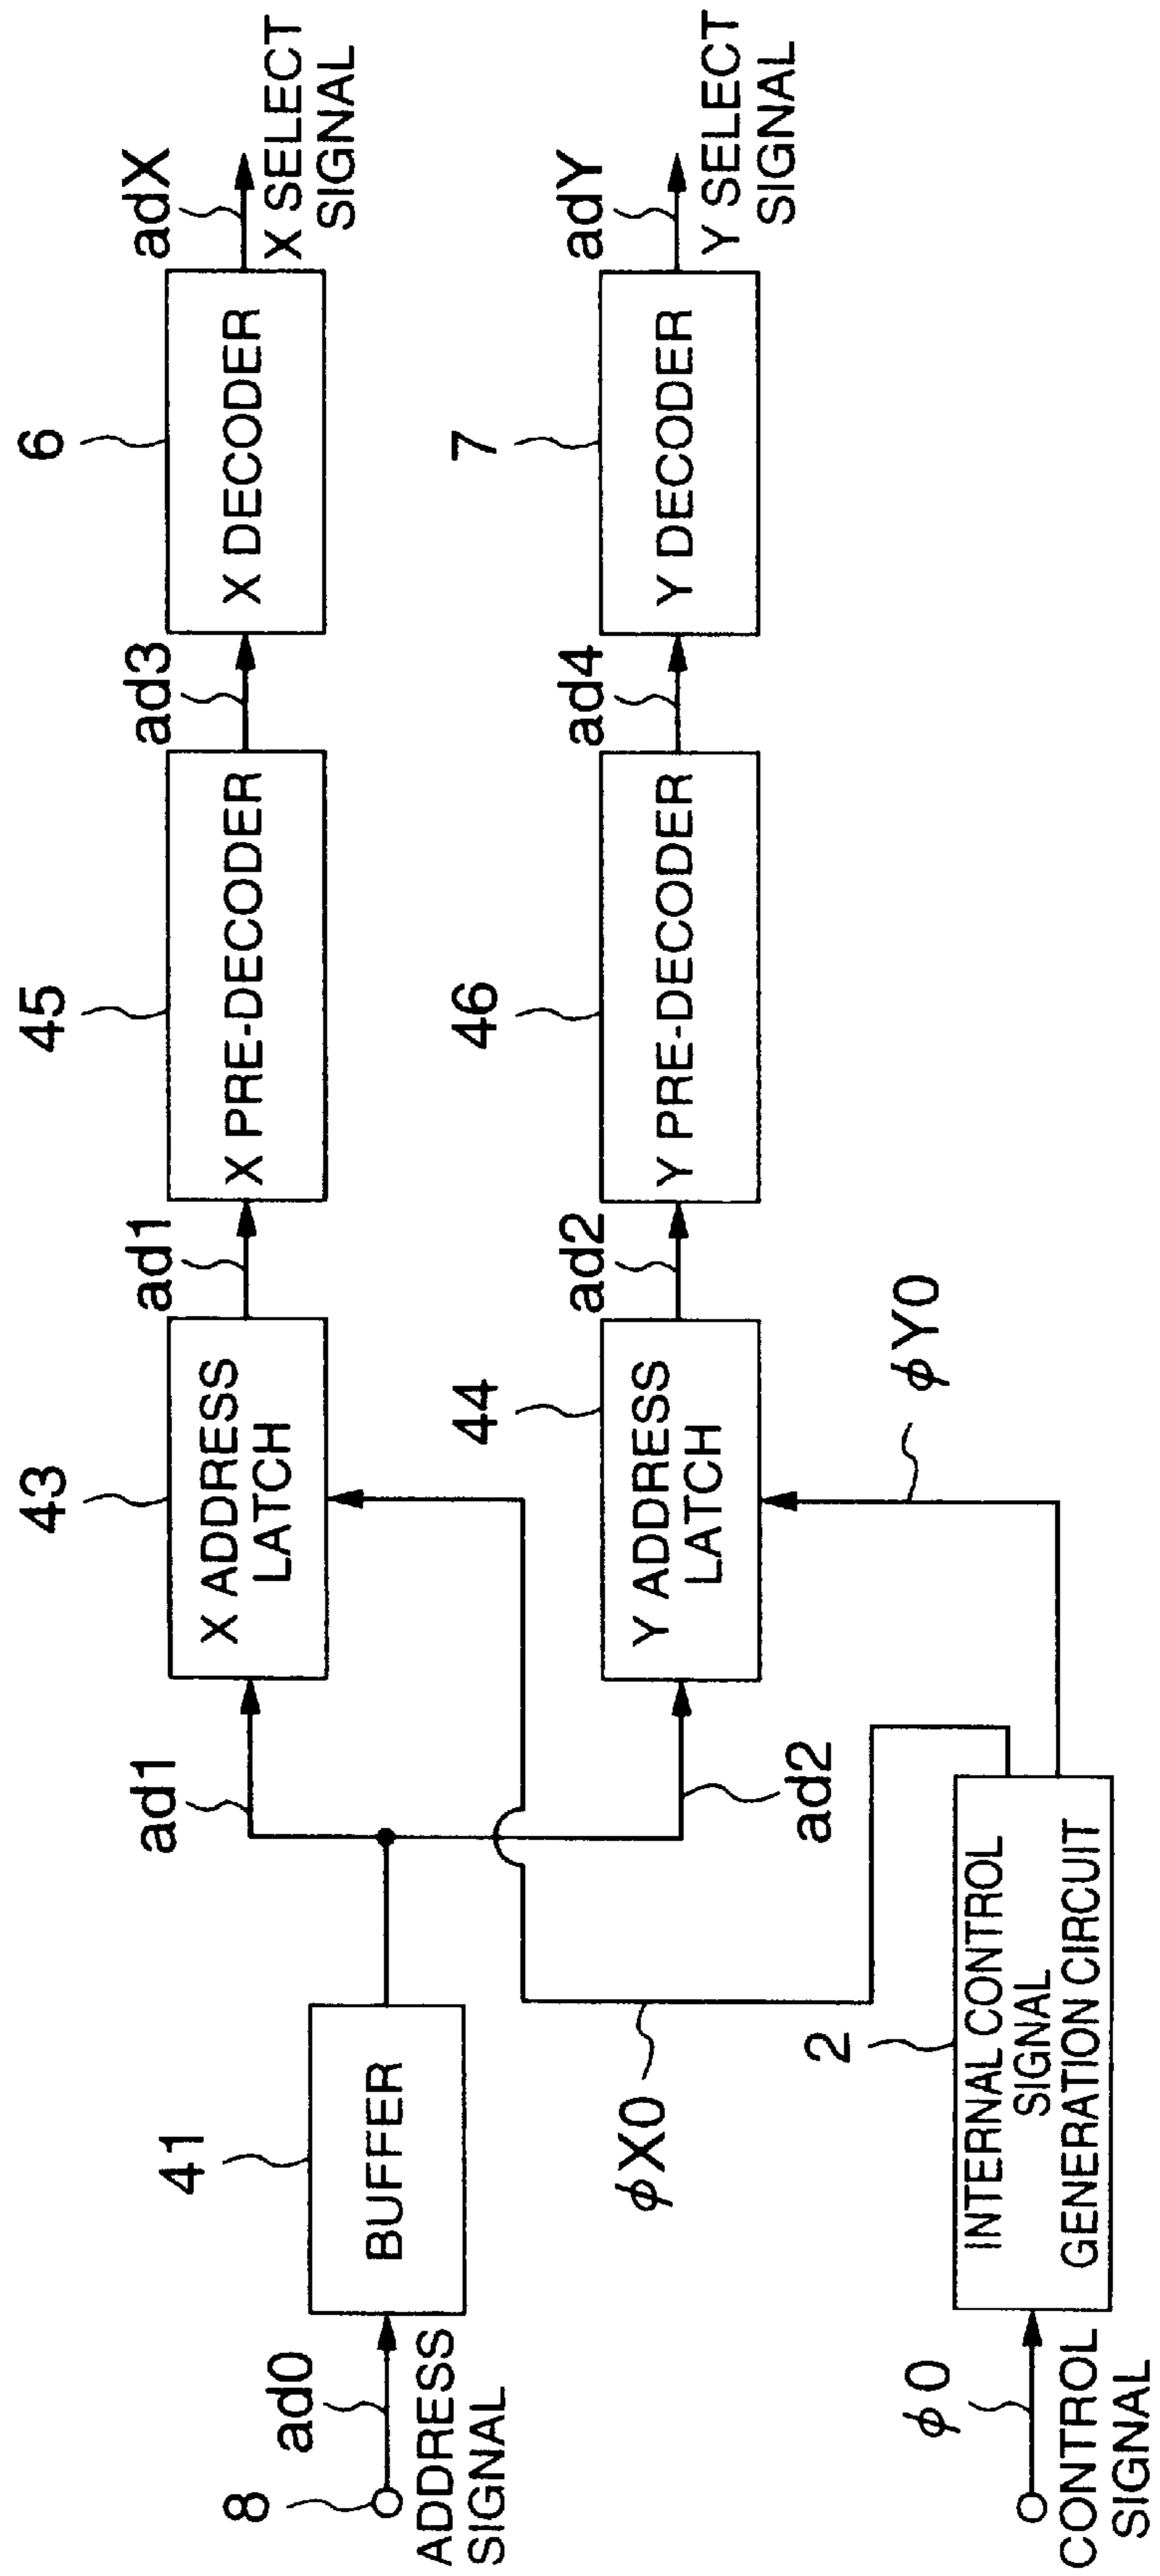 8
ad0
ADDRESS
SIGNAL
41
BUFFER
ad1
43
X ADDRESS
LATCH
ad1
45
X PRE-DECODER
ad3
6
X DECODER
adX
X SELECT
SIGNAL
ad2
44
Y ADDRESS
LATCH
ad2
46
Y PRE-DECODER
ad4
7
Y DECODER
adY
Y SELECT
SIGNAL
ϕX0
ϕY0
ϕ0
CONTROL
SIGNAL
2
INTERNAL CONTROL
SIGNAL
GENERATION CIRCUIT